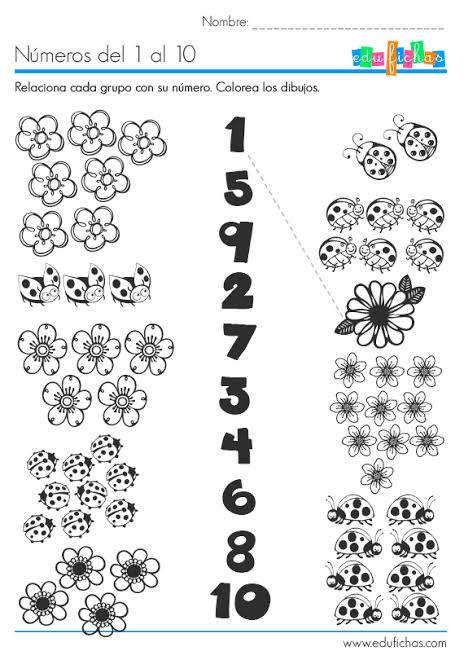 Nombre: ____________________________
Números del 1 al 10
edufichas
Relaciona cada grupo con su número. Colorea los dibujos.
1
5
9
2
7
3
4
6
8
10
www.edufichas.com